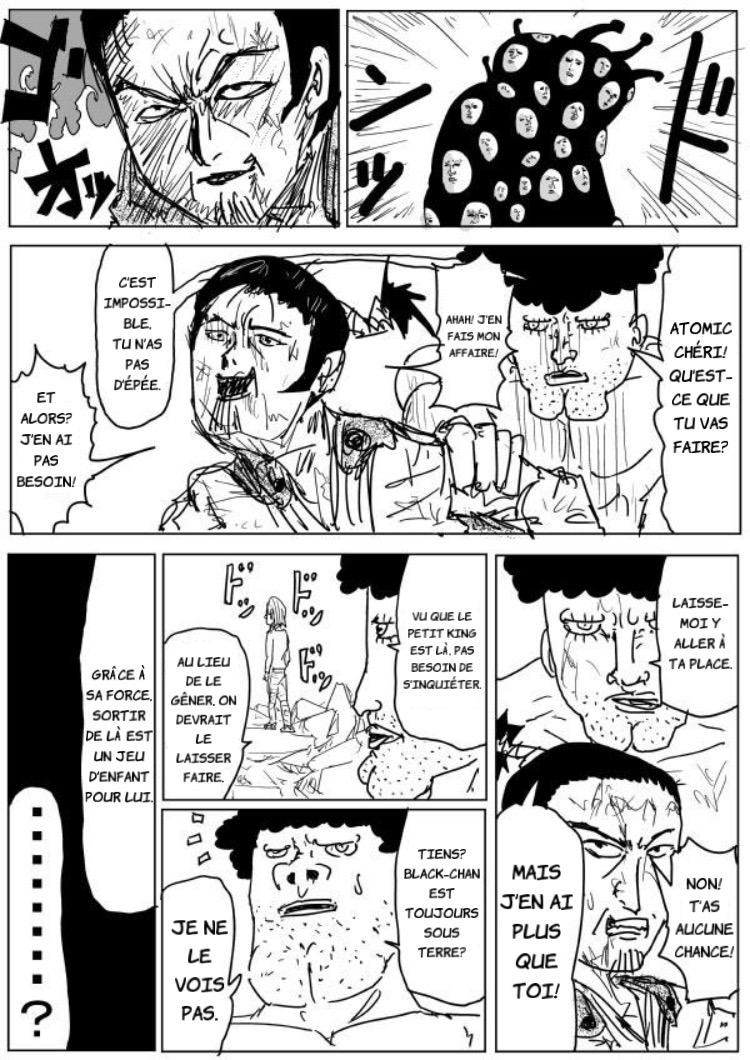 ドドッ
ゴオッ
ATOMIC
CHÉRI!
QU'EST-
CE QUE
TU VAS
FAIRE?
AHAH! J'EN
FAIS MON
AFFAIRE!
C'EST
IMPOSSI-
BLE.
TU N'AS
PAS
D'ÉPÉE.
ET
ALORS?
J'EN AI
PAS
BESOIN!
LAISSE-
MOI Y
ALLER À
TA PLACE.
NON!
T'AS
AUCUNE
CHANCE!
MAIS
J'EN AI
PLUS
QUE
TOI!
VU QUE LE
PETIT KING
EST LÀ. PAS
BESOIN DE
S'INQUIÉTER.
ドドッ
ドドッ
ドドッ
AU LIEU
DE LE
GÊNER. ON
DEVRAIT
LE
LAISSER
FAIRE.
TIENS?
BLACK-CHAN
EST
TOUJOURS
SOUS
TERRE?
JE NE
LE
VOIS
PAS.
GRÂCE À
SA FORCE.
SORTIR
DE LÀ EST
UN JEU
D'ENFANT
POUR LUI.
.........?